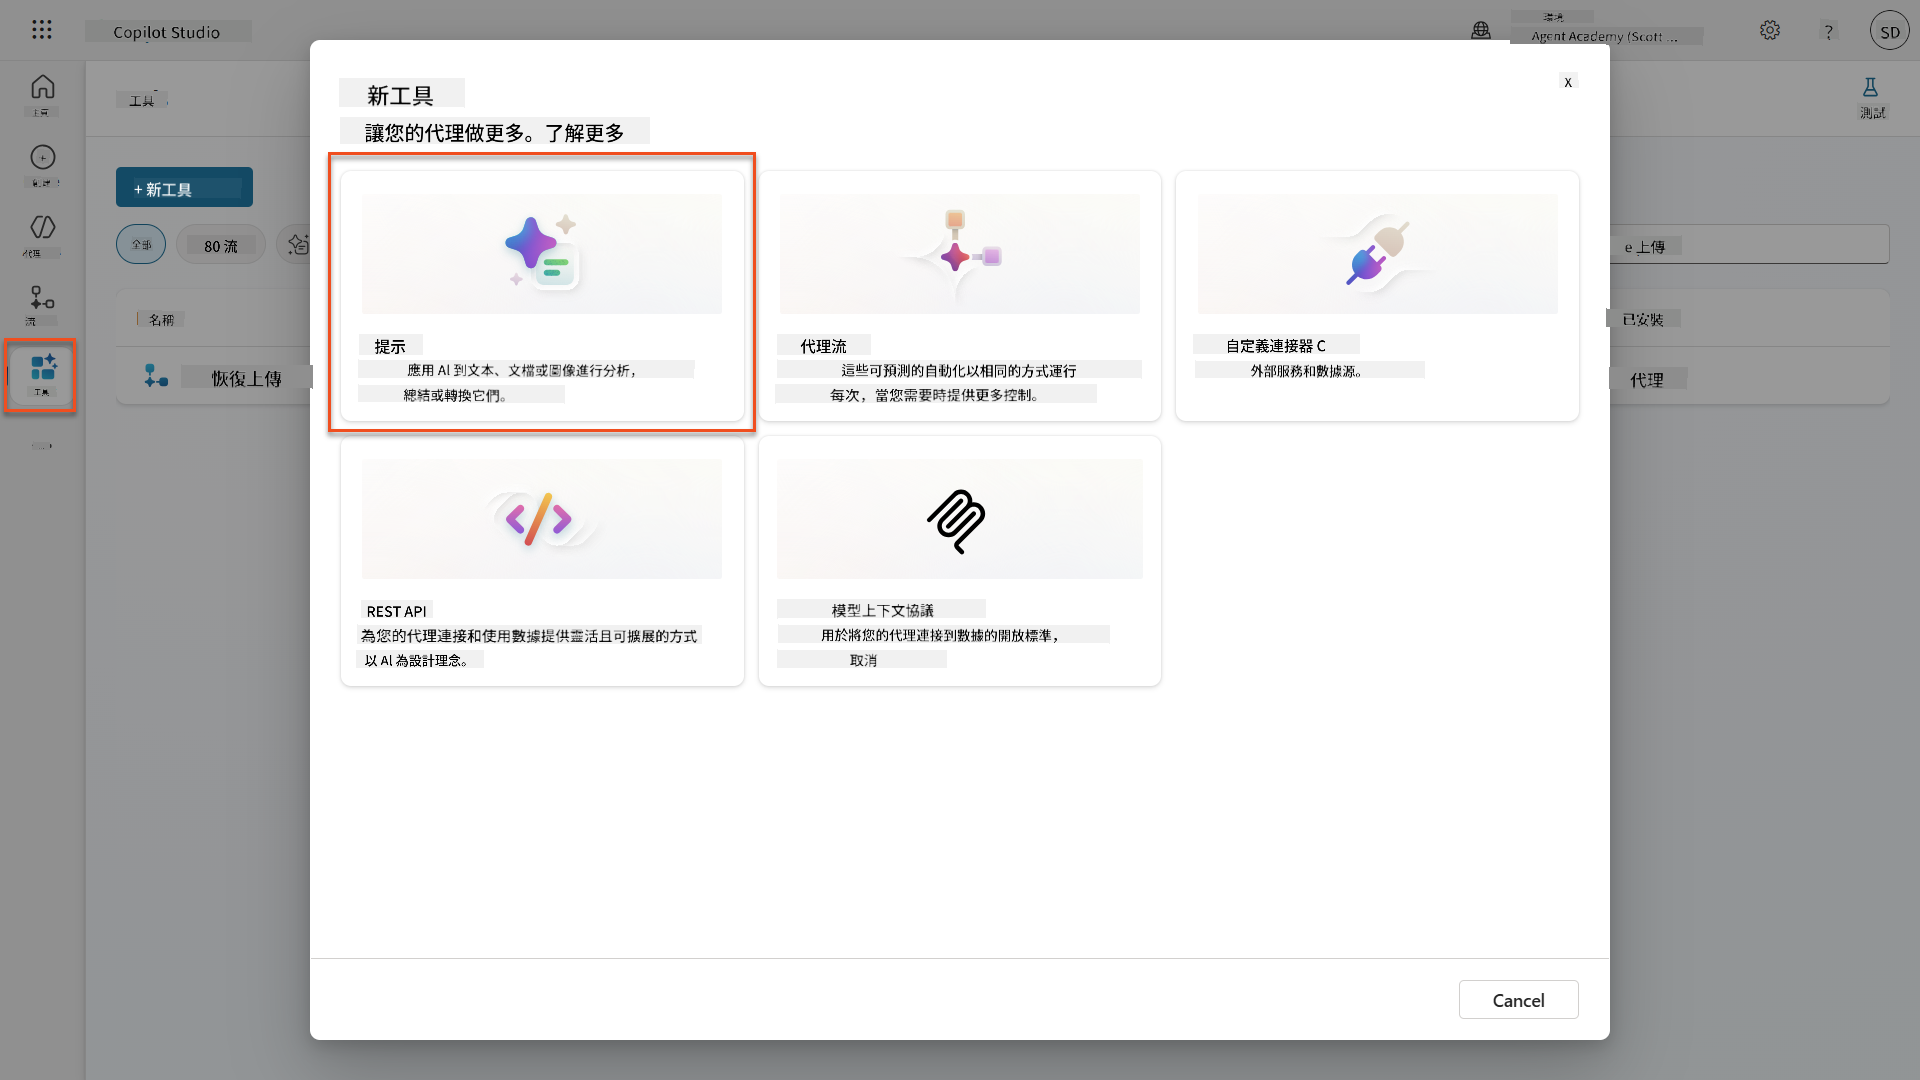 Copilot Studio
環境
Agent Academy (Scott ...
?
SD
主頁
工具
測試
+ 新工具
全部
80 流
代理
流
名稱
工具
恢復上傳
e 上傳
已安裝
代理
新工具
X
讓您的代理做更多。了解更多
提示
應用 AI 到文本、文檔或圖像進行分析,
總結或轉換它們。
代理流
這些可預測的自動化以相同的方式運行
每次，當您需要時提供更多控制。
自定義連接器 C
外部服務和數據源。
REST API
為您的代理連接和使用數據提供靈活且可擴展的方式
以 AI 為設計理念。
模型上下文協議
用於將您的代理連接到數據的開放標準，
取消
Cancel